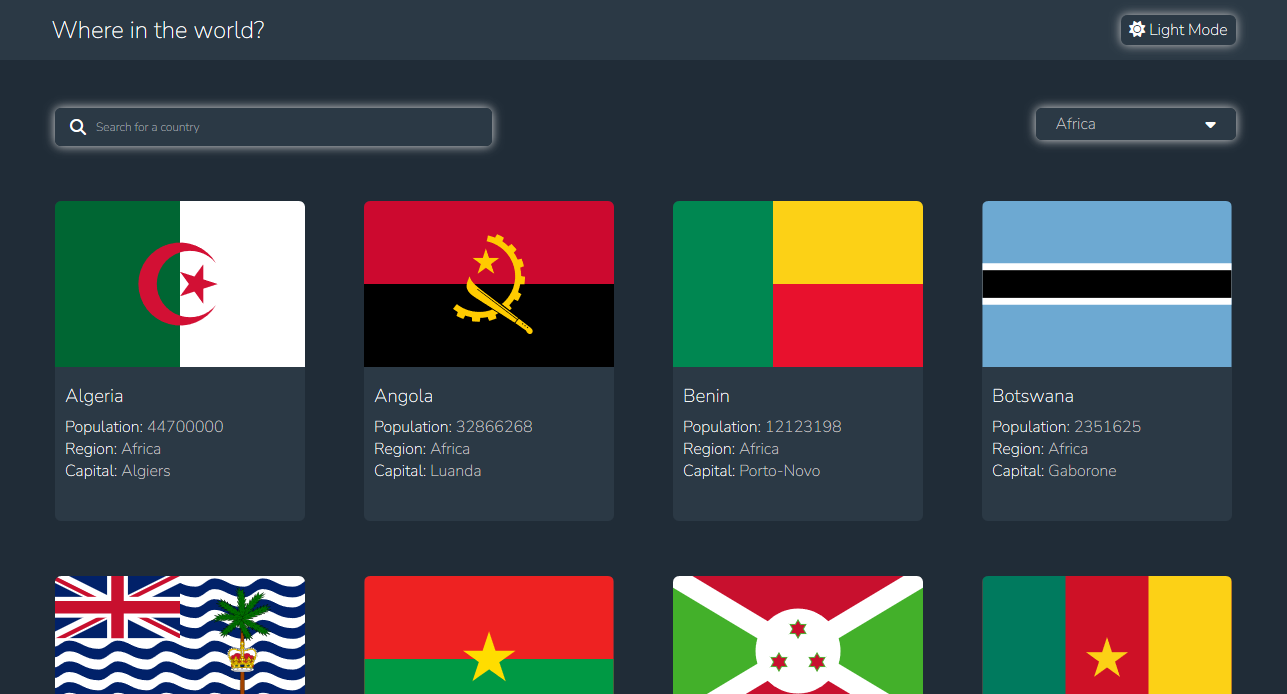 Where in the world?
Light Mode
Search for a country
Africa
Algeria
Population: 44700000
Region: Africa
Capital: Algiers
Angola
Population: 32866268
Region: Africa
Capital: Luanda
Benin
Population: 12123198
Region: Africa
Capital: Porto-Novo
Botswana
Population: 2351625
Region: Africa
Capital: Gaborone